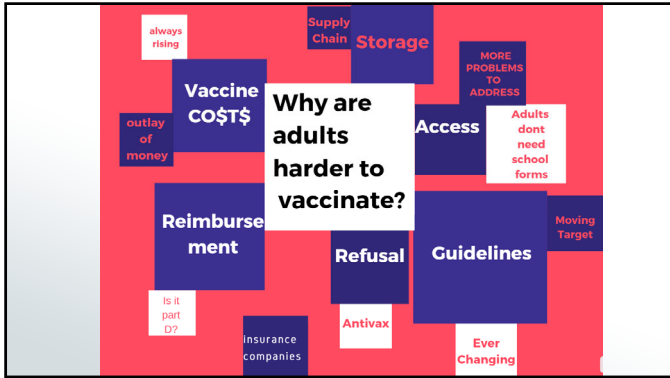 always
rising
Supply
Chain
Storage
MORE
PROBLEMS
TO
ADDRESS
Vaccine
CO$T$
outlay
of
money
Why are
adults
harder to
vaccinate?
Access
Adults
dont
need
school
forms
Reimburse
ment
Refusal
Guidelines
Moving
Target
Is it
part
D?
Insurance
companies
Antivax
Ever
Changing